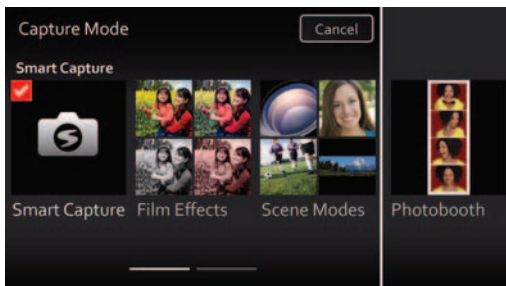 Capture Mode
Cancel
Smart Capture
Smart Capture
Film Effects
Scene Modes
Photobooth